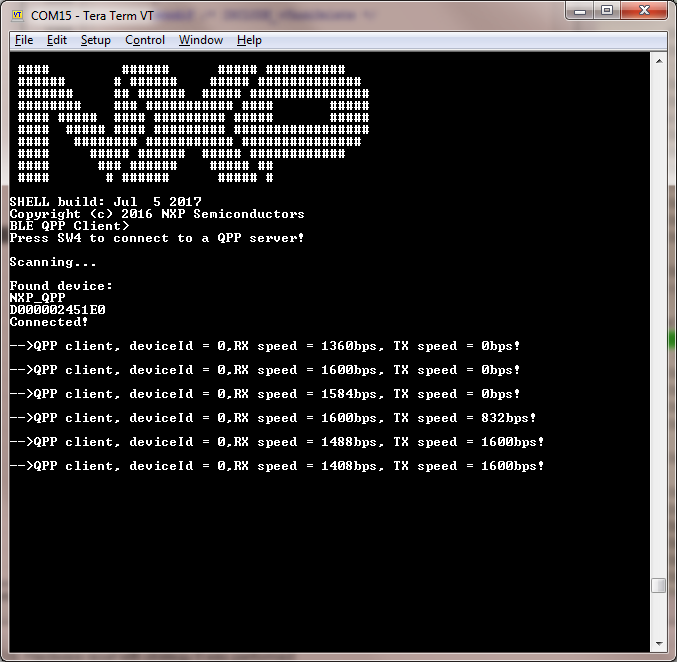 COM15 - Tera Term VT
File Edit Setup Control Window Help
NXP
SHELL build: Jul  5 2017
Copyright (c) 2016 NXP Semiconductors
BLE QPP Client>
Press SW4 to connect to a QPP server!
Scanning...
Found device:
NXP_QPP
D000002451E0
Connected!
-->QPP client, deviceId = 0,RX speed = 1360bps, TX speed = 0bps!
-->QPP client, deviceId = 0,RX speed = 1600bps, TX speed = 0bps!
-->QPP client, deviceId = 0,RX speed = 1584bps, TX speed = 0bps!
-->QPP client, deviceId = 0,RX speed = 1600bps, TX speed = 832bps!
-->QPP client, deviceId = 0,RX speed = 1488bps, TX speed = 1600bps!
-->QPP client, deviceId = 0,RX speed = 1408bps, TX speed = 1600bps!